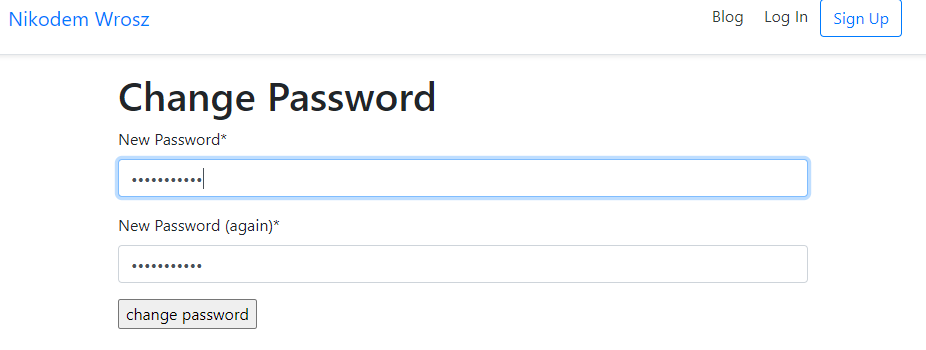 Nikodem Wrosz
Blog Log In Sign Up
Change Password
New Password*
•••••••••••
New Password (again)*
•••••••••••
change password